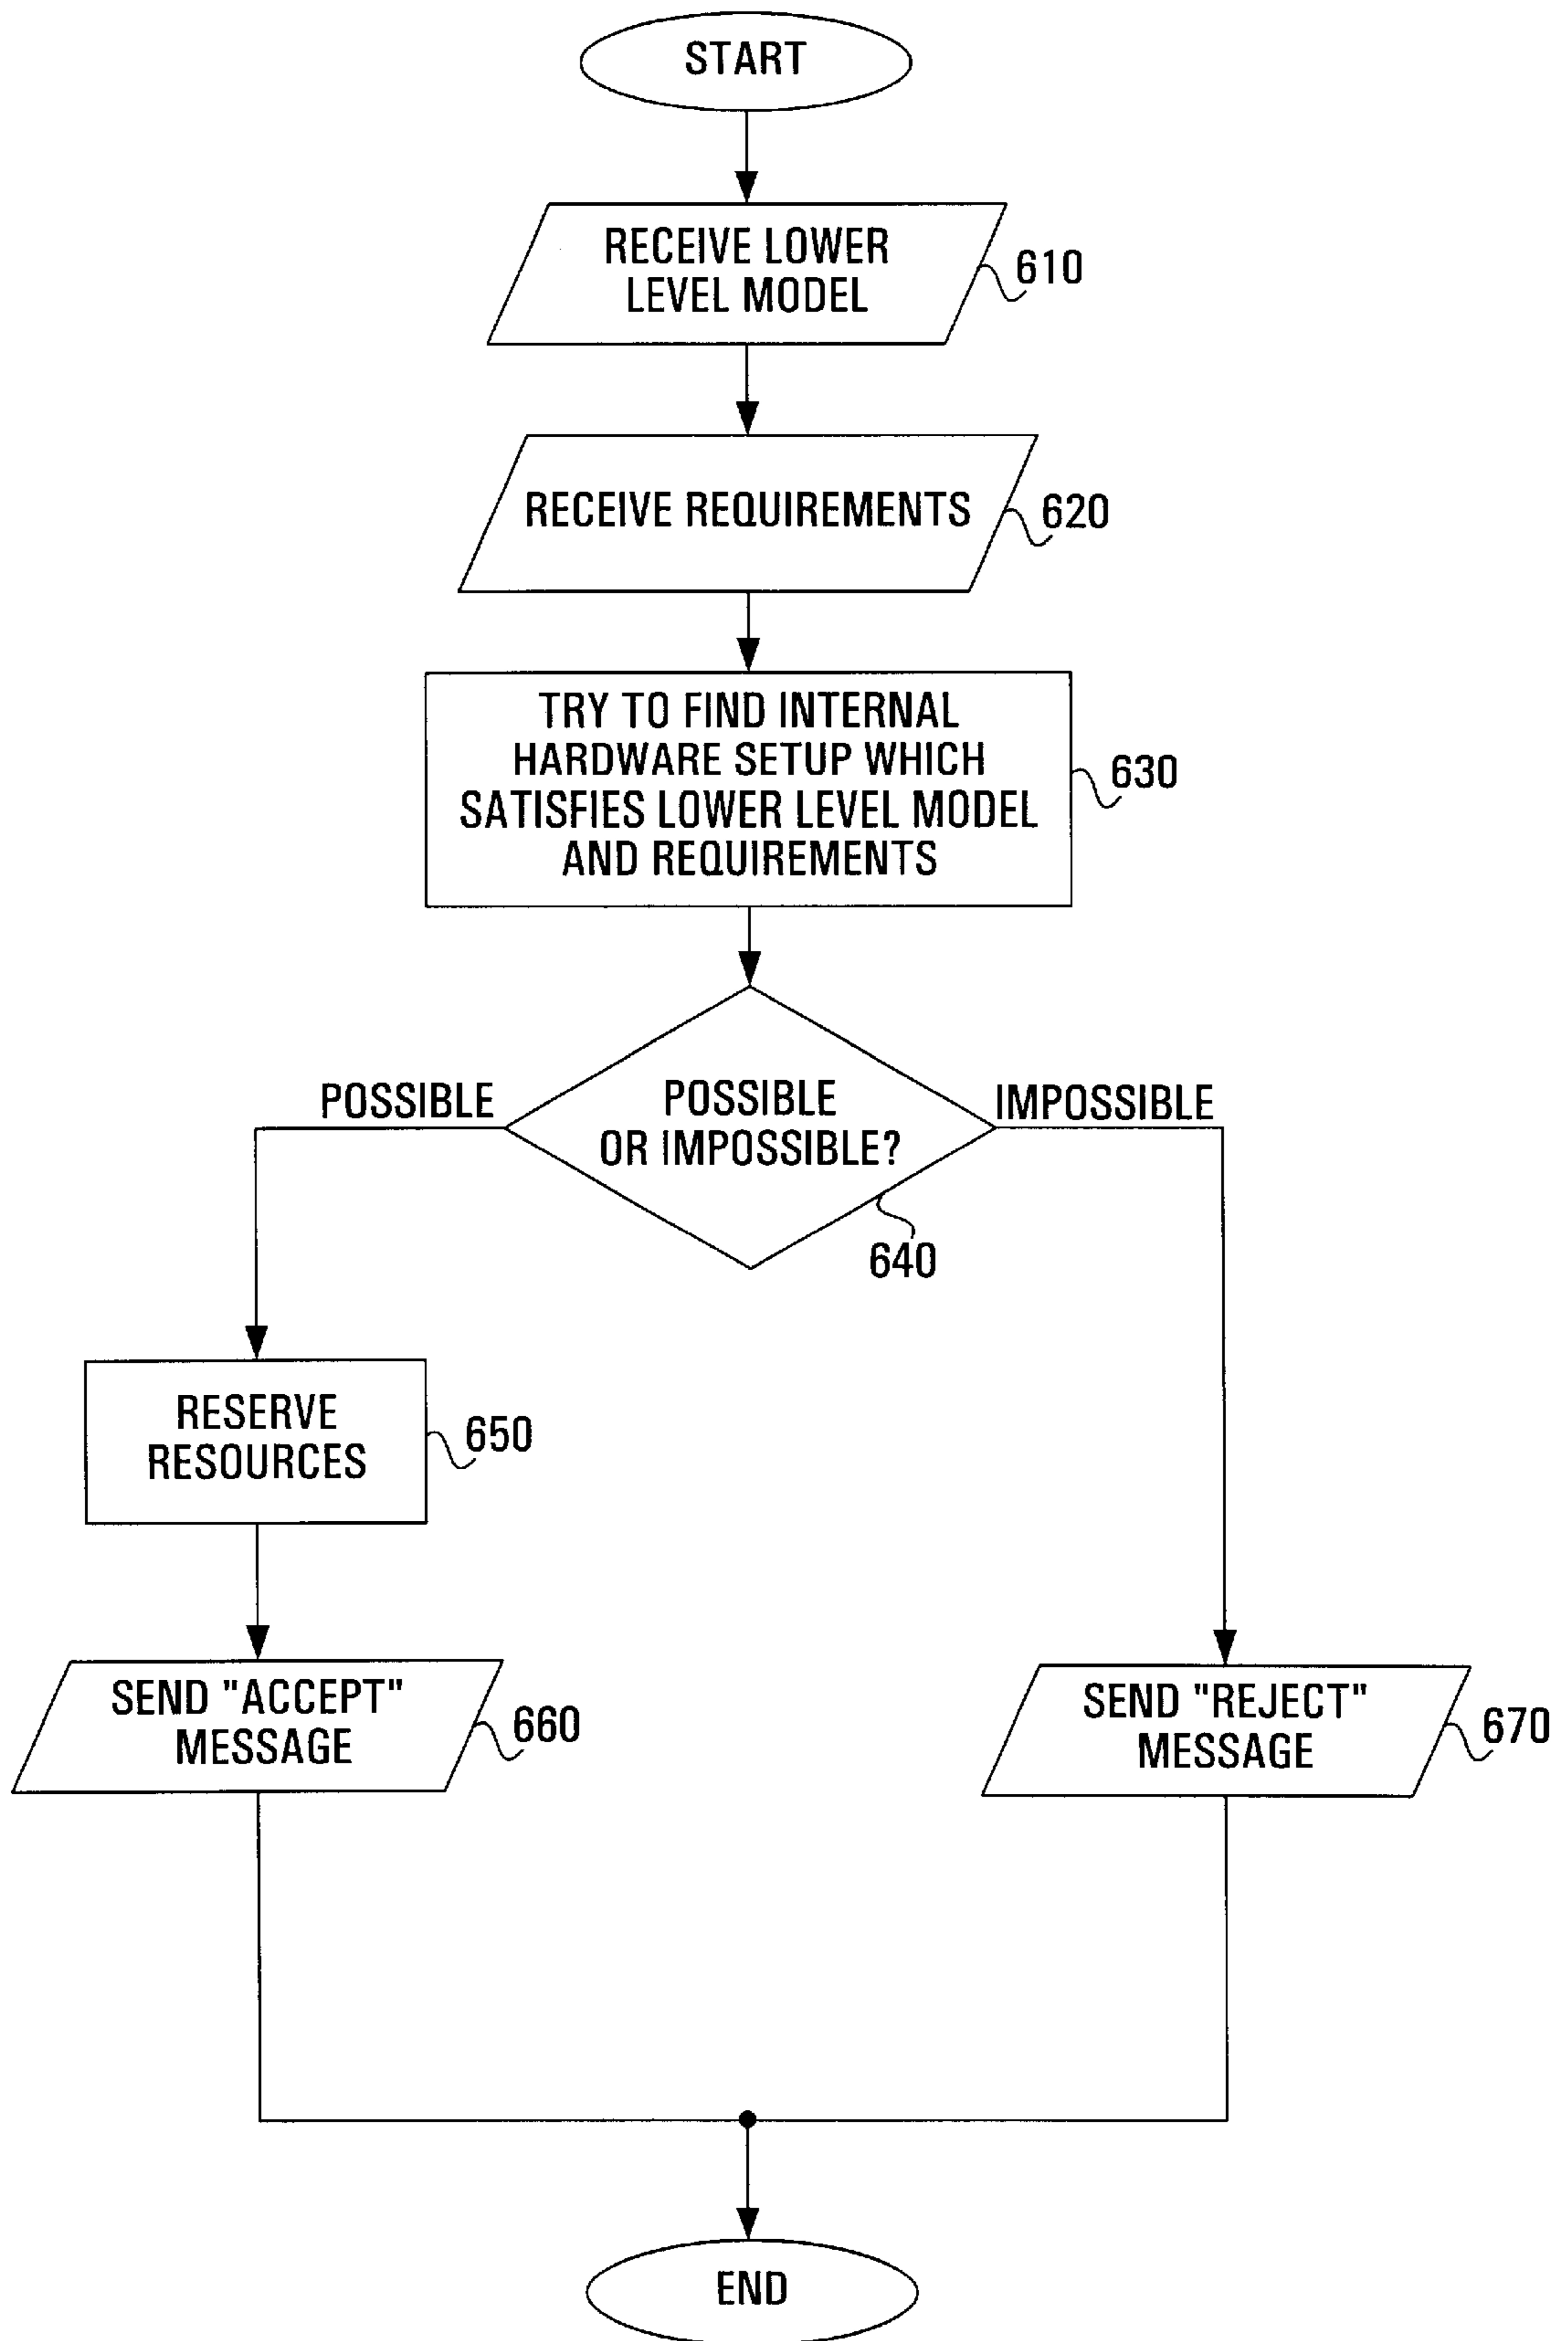 START
RECEIVE LOWER
LEVEL MODEL
610
RECEIVE REQUIREMENTS
620
TRY TO FIND INTERNAL
HARDWARE SETUP WHICH
SATISFIES LOWER LEVEL MODEL
AND REQUIREMENTS
630
POSSIBLE
POSSIBLE
OR IMPOSSIBLE?
IMPOSSIBLE
640
RESERVE
RESOURCES
650
SEND "ACCEPT"
MESSAGE
660
SEND "REJECT"
MESSAGE
670
END